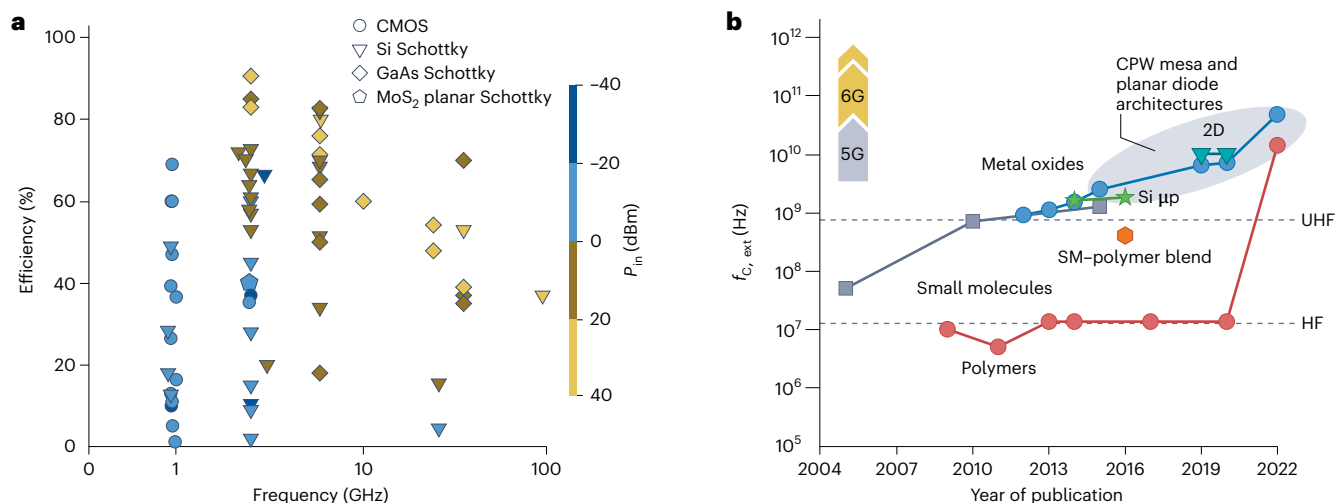 a
100
80
60
40
20
0
Efficiency (%)
0
1
10
100
Frequency (GHz)
CMOS
Si Schottky
GaAs Schottky
MoS2 planar Schottky
–40
–20
0
20
40
Pin (dBm)
b
10^12
10^11
10^10
10^9
10^8
10^7
10^6
10^5
fC, ext (Hz)
2004
2007
2010
2013
2016
2019
2022
Year of publication
6G
5G
CPW mesa and
planar diode
architectures
2D
Metal oxides
Si μp
UHF
SM–polymer blend
Small molecules
HF
Polymers